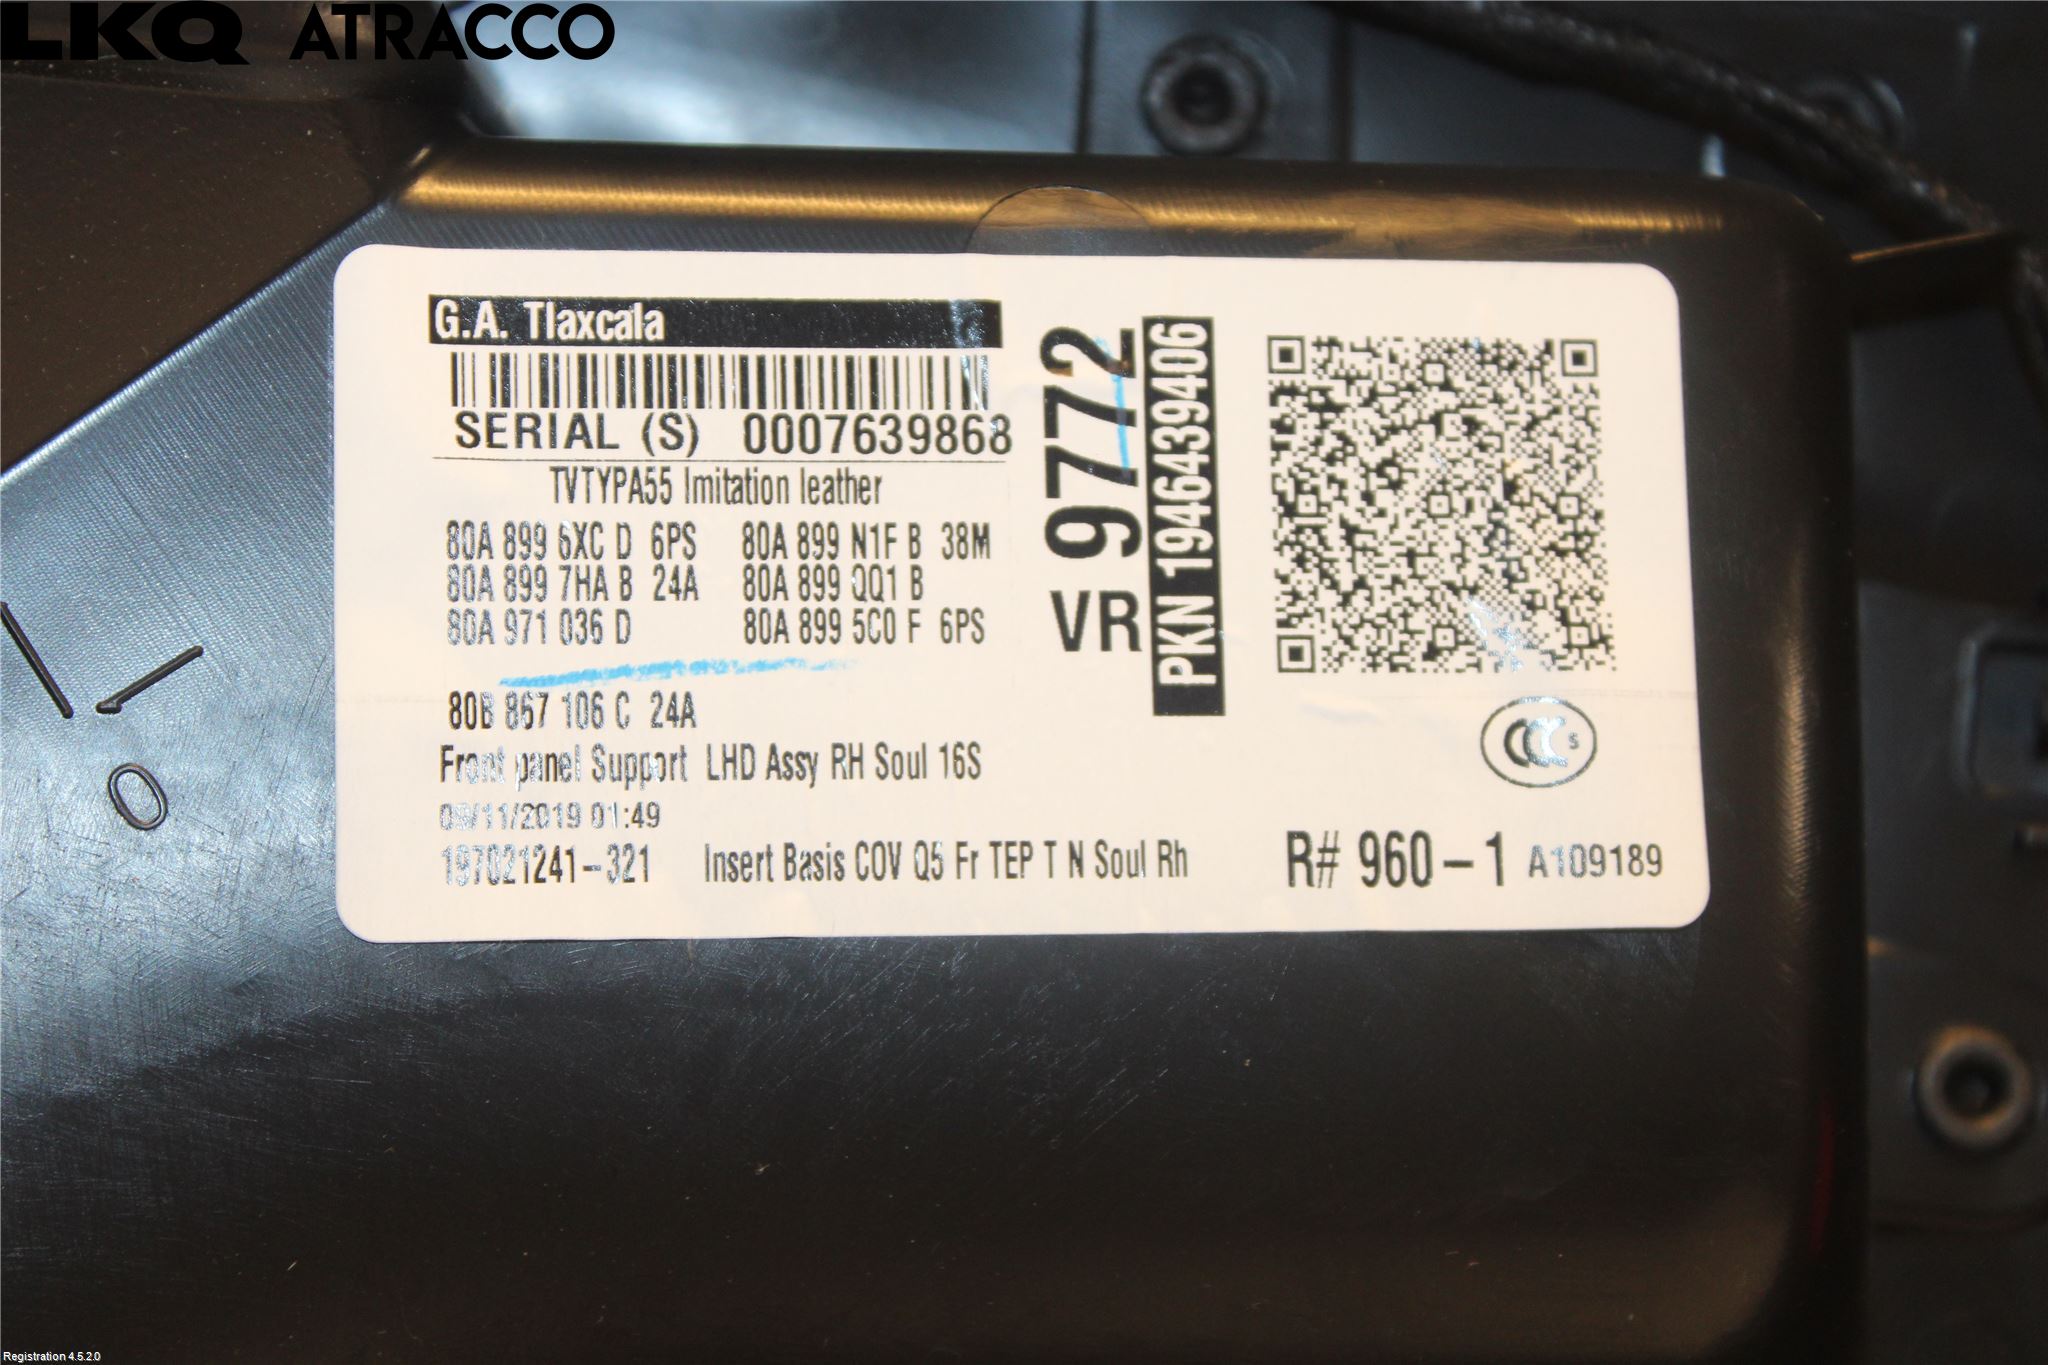 LKQ ATRACCO
G.A. Tlaxcala
SERIAL (S) 0007639868
TVTYPA55 Imitation leather
80A 899 6XC D 6PS 80A 899 N1F B 38M
80A 899 7HA B 24A 80A 899 QQ1 B
80A 971 036 D 80A 899 5C0 F 6PS
80B 867 106 C 24A
Front panel Support LHD Assy RH Soul 16S
/11/2019 01:49
197021241-321 Insert Basis COV Q5 Fr TEP T N Soul Rh
VR 9772
PKN 1946439406
CCC S
R# 960-1 A109189
0
Registration 4.5.2.0